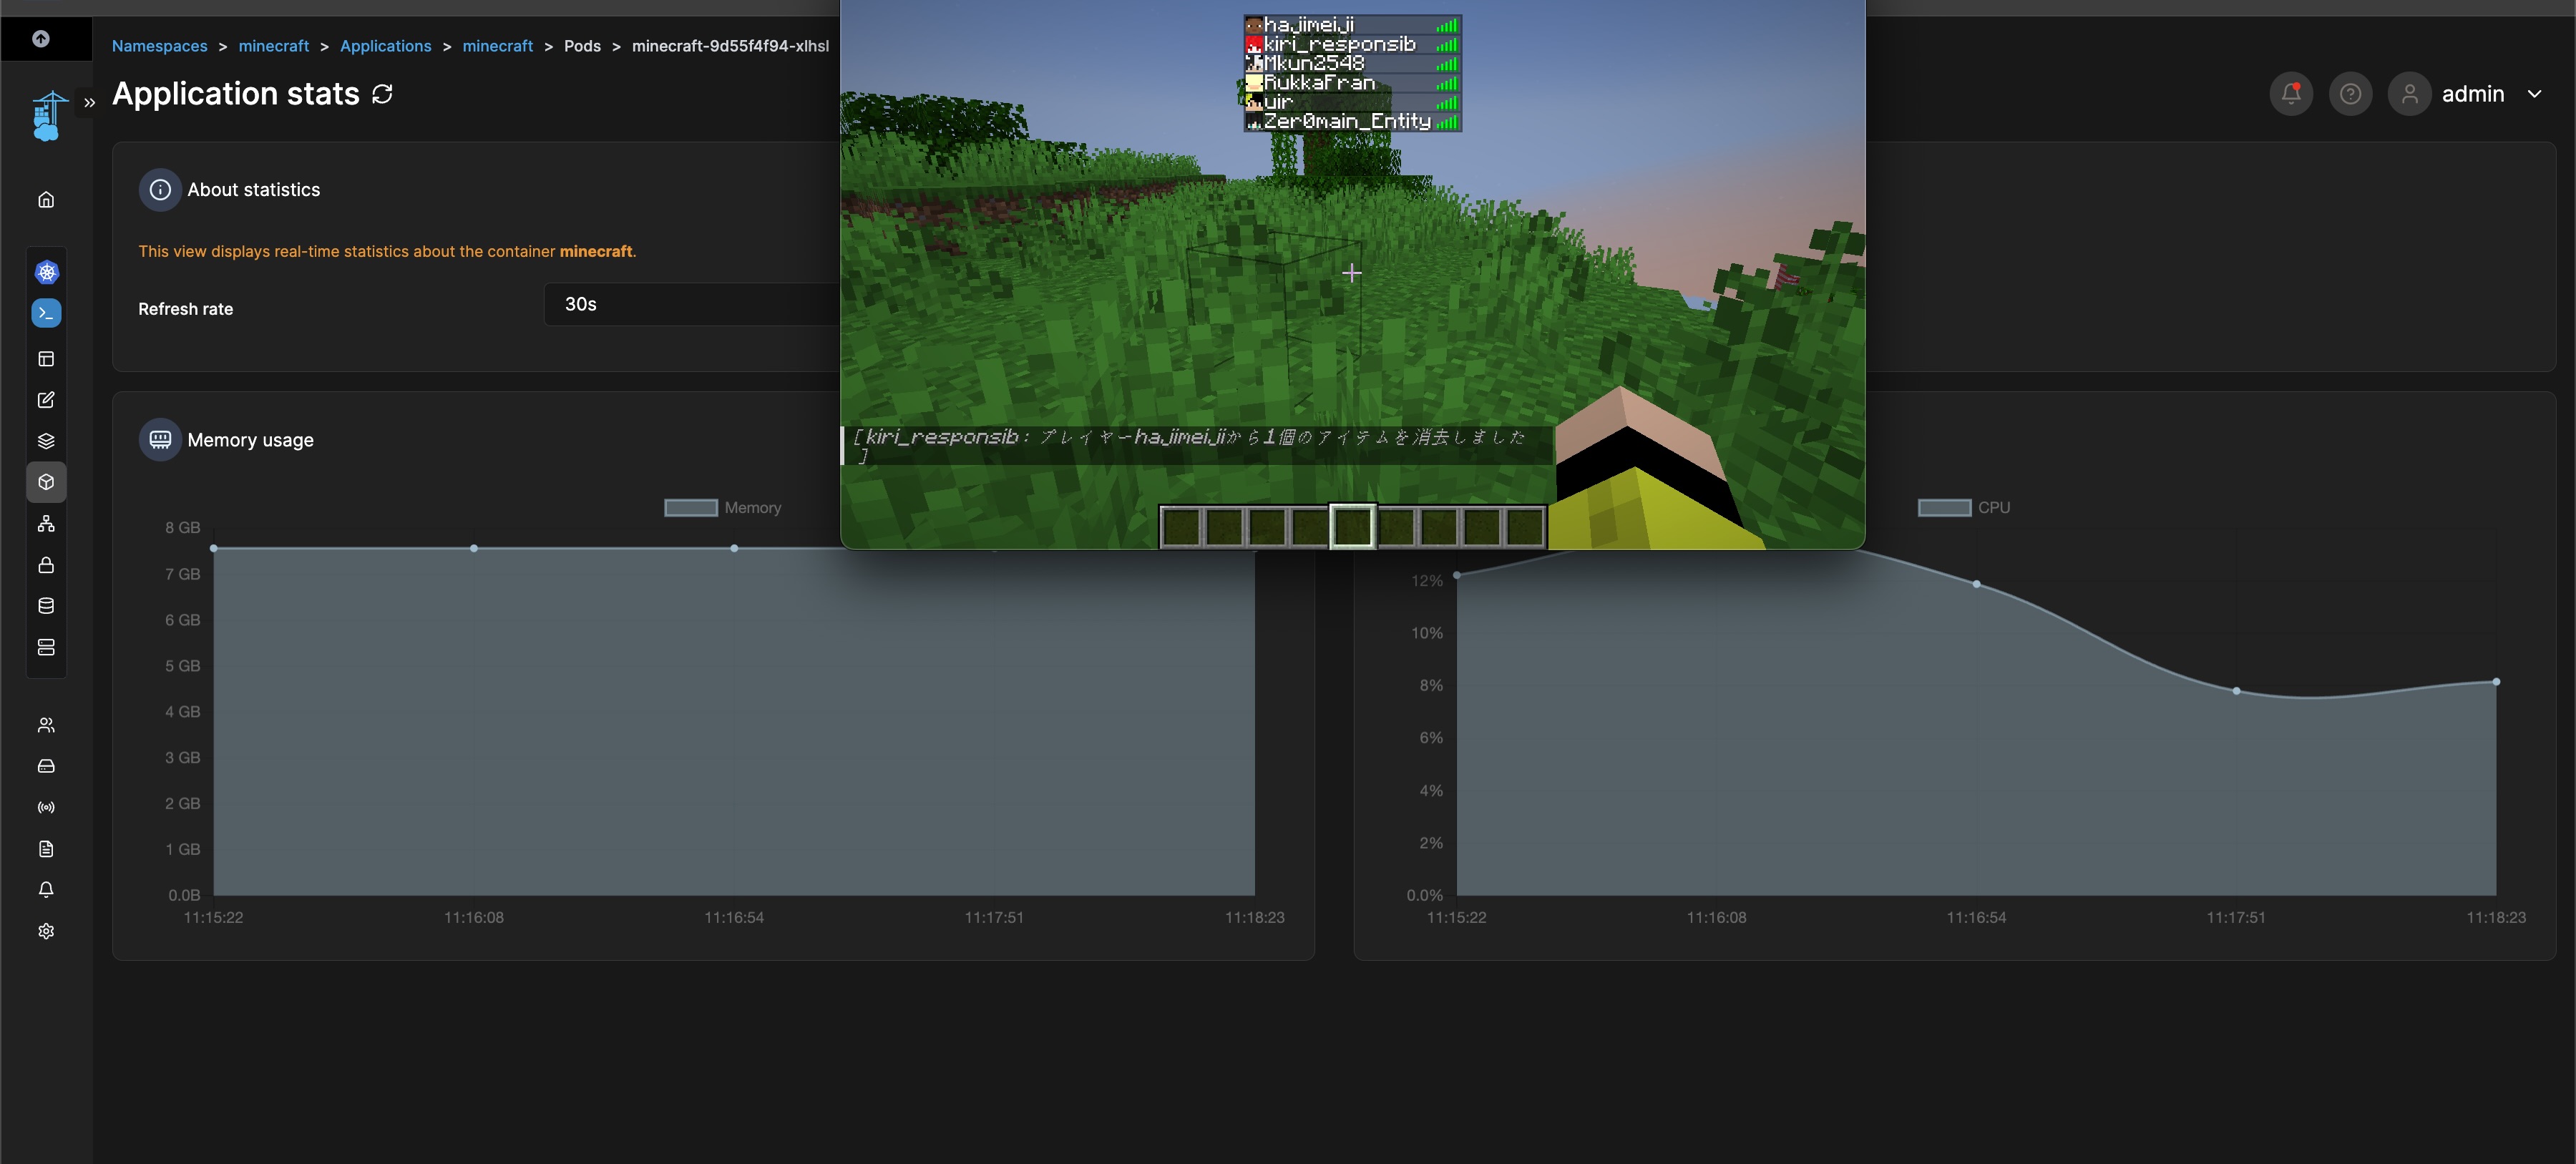 Namespaces > minecraft > Applications > minecraft > Pods > minecraft-9d55f4f94-xlhsl
Application stats
admin
About statistics
This view displays real-time statistics about the container minecraft.
Refresh rate
30s
hajimeiji
kiri_responsib
Mkun2548
RukkaFran
uir
Zer0main_Entity
[kiri_responsib: プレイヤーhajimeijiから1個のアイテムを消去しました
]
Memory usage
Memory
8 GB
7 GB
6 GB
5 GB
4 GB
3 GB
2 GB
1 GB
0.0B
11:15:22
11:16:08
11:16:54
11:17:51
11:18:23
CPU
12%
10%
8%
6%
4%
2%
0.0%
11:15:22
11:16:08
11:16:54
11:17:51
11:18:23